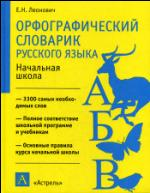 Е.Н. Леонович
ОРФОГРАФИЧЕСКИЙ
СЛОВАРИК
РУССКОГО ЯЗЫКА
Начальная
школа
— 3300 самых необхо-
димых слов
— Полное соответствие
школьной программе
и учебникам
— Основные правила
курса начальной школы
А
Б
В
А
«Астрель»